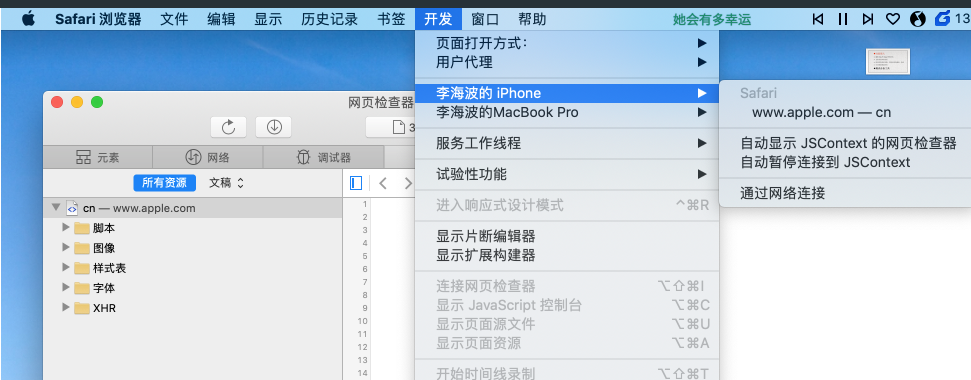 Safari 浏览器 文件 编辑 显示 历史记录 书签 开发 窗口 帮助 她会有多幸运 13
页面打开方式：
用户代理
李海波的 iPhone
李海波的MacBook Pro
服务工作线程
试验性功能
进入响应式设计模式 ^⌘R
显示片断编辑器
显示扩展构建器
连接网页检查器 ⌥⇧⌘I
显示 JavaScript 控制台 ⌥⌘C
显示页面源文件 ⌥⌘U
显示页面资源 ⌥⌘A
开始时间线录制 ⌥⇧⌘T
Safari
www.apple.com — cn
自动显示 JSContext 的网页检查器
自动暂停连接到 JSContext
通过网络连接
网页检查器
3
元素 网络 调试器
所有资源 文稿
cn — www.apple.com
脚本
图像
样式表
字体
XHR
1
2
3
4
5
6
7
8
9
10
11
12
13
14